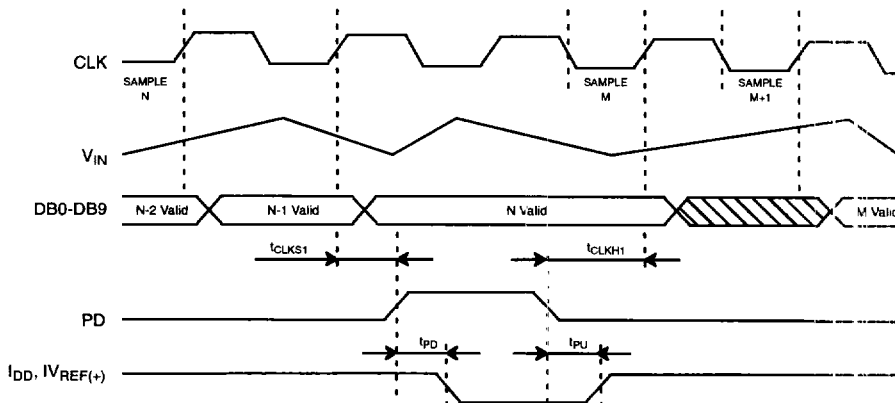 CLK
SAMPLE
N
SAMPLE
M
SAMPLE
M+1
VIN
DB0-DB9
N-2 Valid
N-1 Valid
N Valid
M Valid
tCLKS1
tCLKH1
PD
tPD
tPU
IDD, IVREF(+)